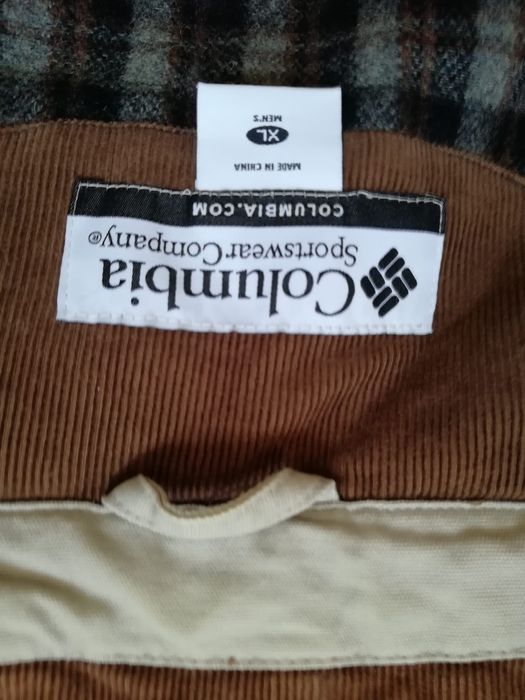 Columbia
Sportswear Company®
COLUMBIA.COM
MADE IN CHINA
XL
MEN'S